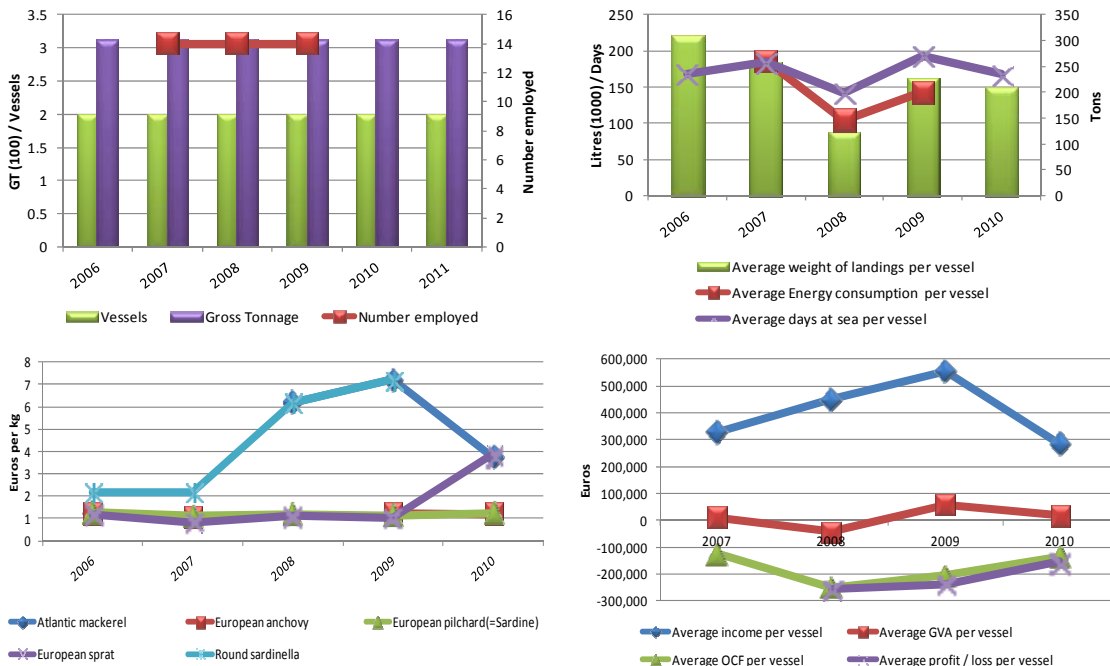 3.5
3
2.5
2
1.5
1
0.5
0
GT (100) / Vessels
16
14
12
10
8
6
4
2
0
Number employed
2006 2007 2008 2009 2010 2011
Vessels Gross Tonnage Number employed
250
200
150
100
50
0
Litres (1000) / Days
350
300
250
200
150
100
50
0
Tons
2006 2007 2008 2009 2010
Average weight of landings per vessel
Average Energy consumption per vessel
Average days at sea per vessel
8
7
6
5
4
3
2
1
0
Euros per kg
2006 2007 2008 2009 2010
Atlantic mackerel European anchovy European pilchard(=Sardine)
European sprat Round sardinella
600,000
500,000
400,000
300,000
200,000
100,000
0
-100,000
-200,000
-300,000
Euros
2007 2008 2009 2010
Average income per vessel Average GVA per vessel
Average OCF per vessel Average profit / loss per vessel